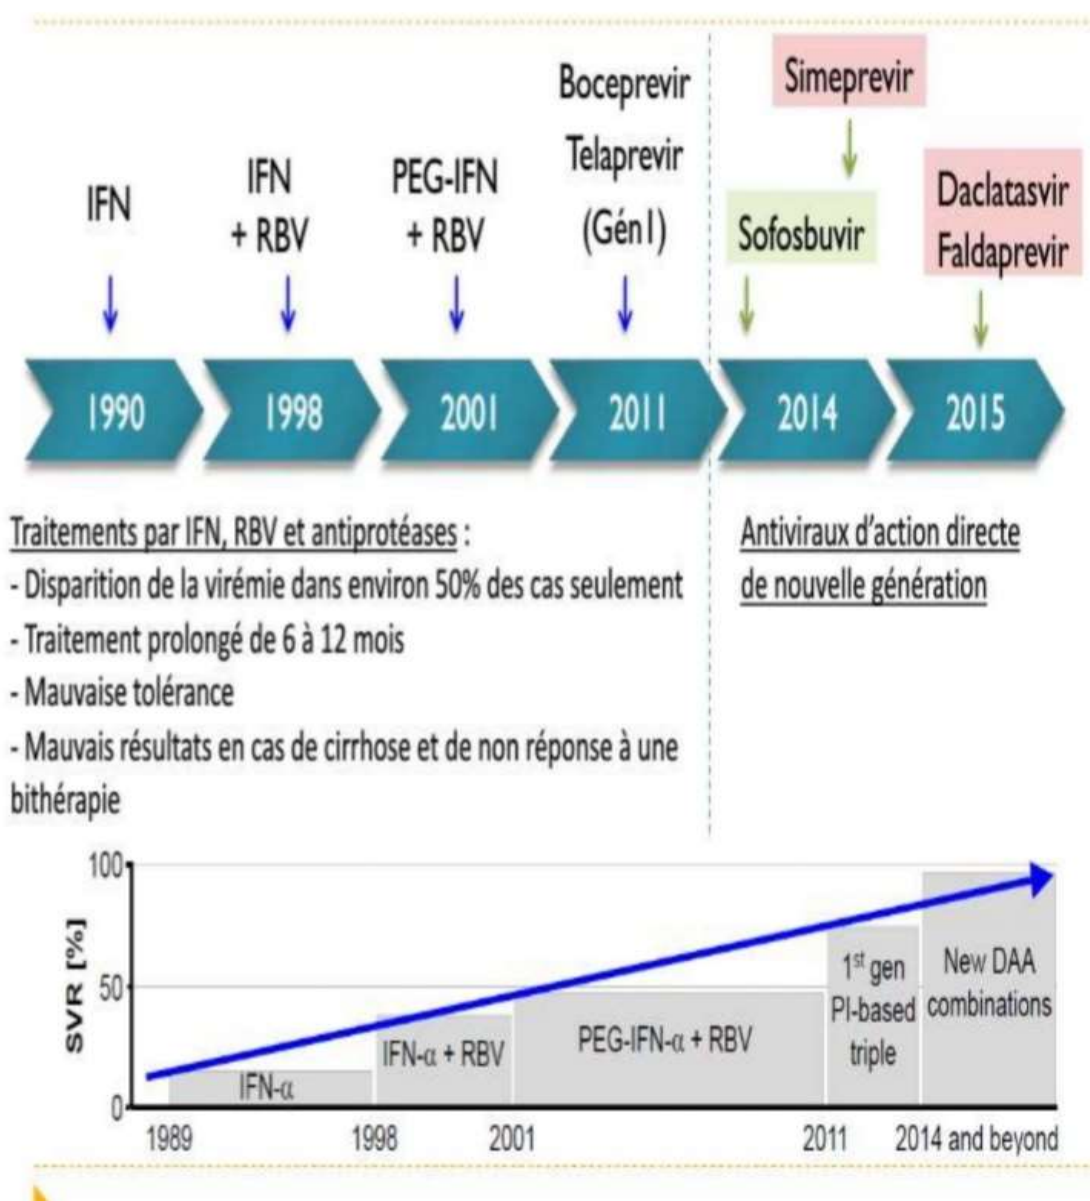 IFN
IFN
+ RBV
PEG-IFN
+ RBV
Boceprevir
Telaprevir
(Gén1)
Simeprevir
Sofosbuvir
Daclatasvir
Faldaprevir
1990
1998
2001
2011
2014
2015
Traitements par IFN, RBV et antiprotéases :
- Disparition de la virémie dans environ 50% des cas seulement
- Traitement prolongé de 6 à 12 mois
- Mauvaise tolérance
- Mauvais résultats en cas de cirrhose et de non réponse à une
bithérapie
Antiviraux d'action directe
de nouvelle génération
SVR [%]
100
50
0
IFN-α
IFN-α + RBV
PEG-IFN-α + RBV
1st gen
PI-based
triple
New DAA
combinations
1989
1998
2001
2011
2014 and beyond